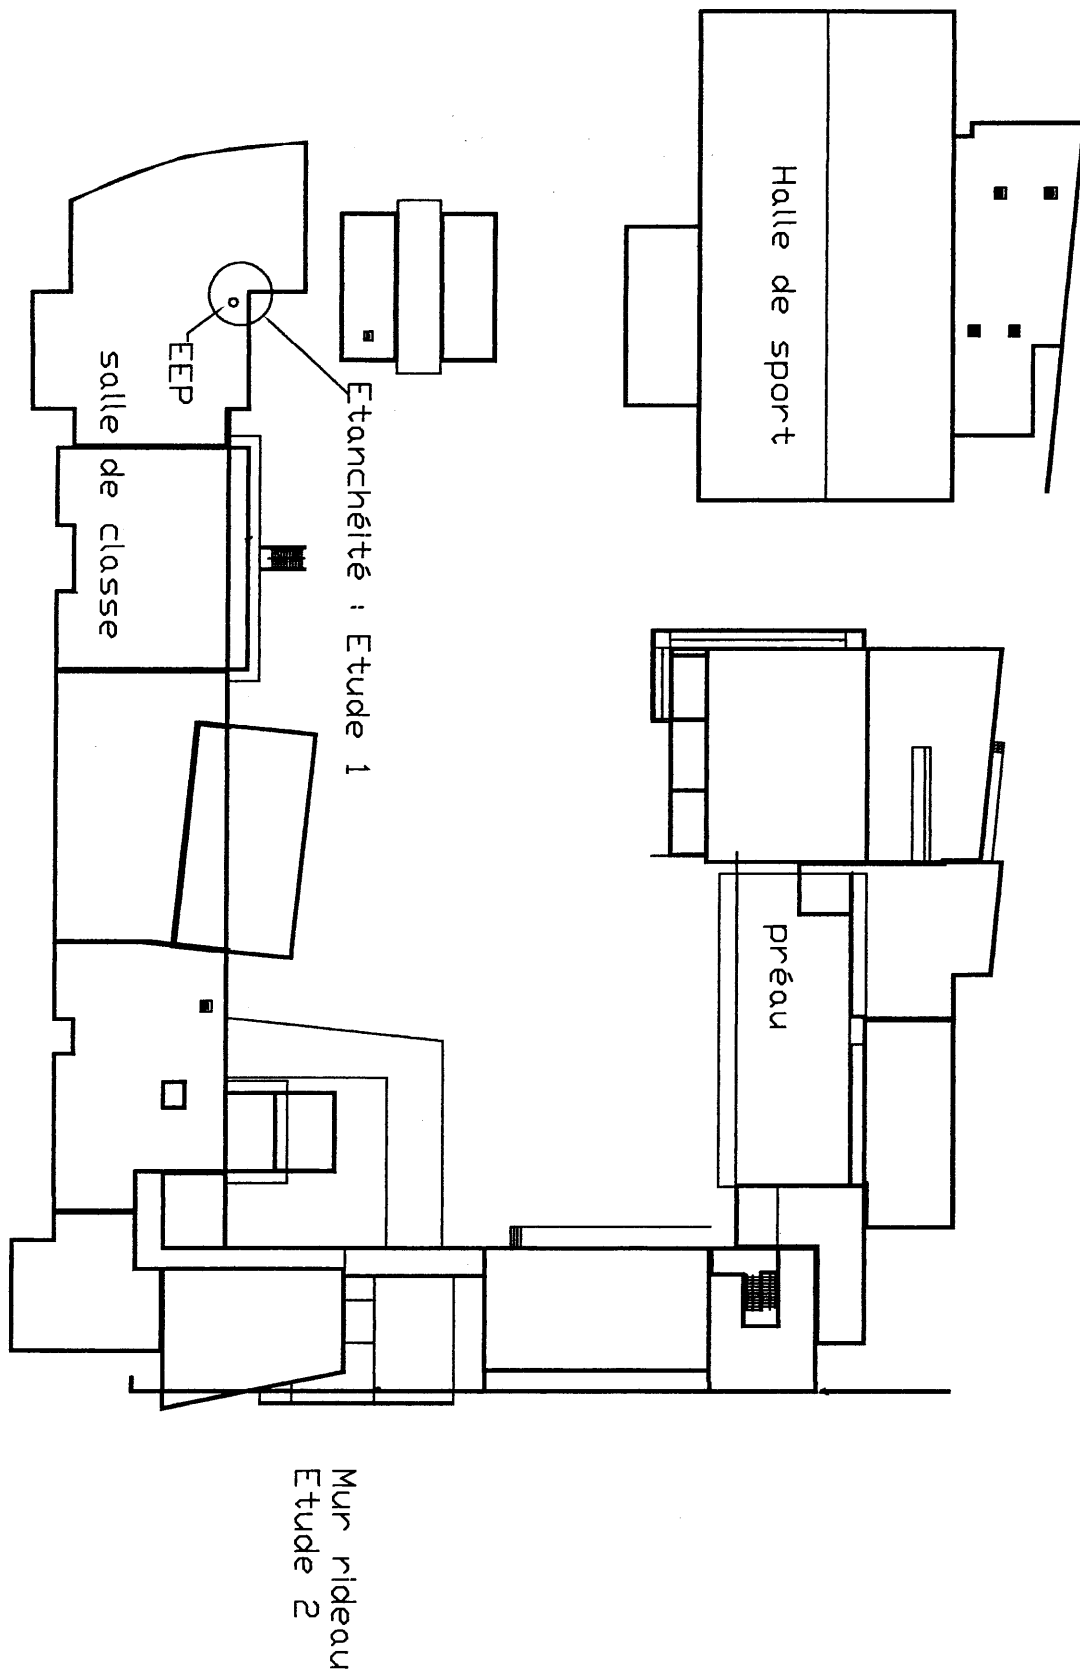 Halle de sport
EEP
salle de classe
Etanchéité : Etude 1
préau
Mur rideau
Etude 2